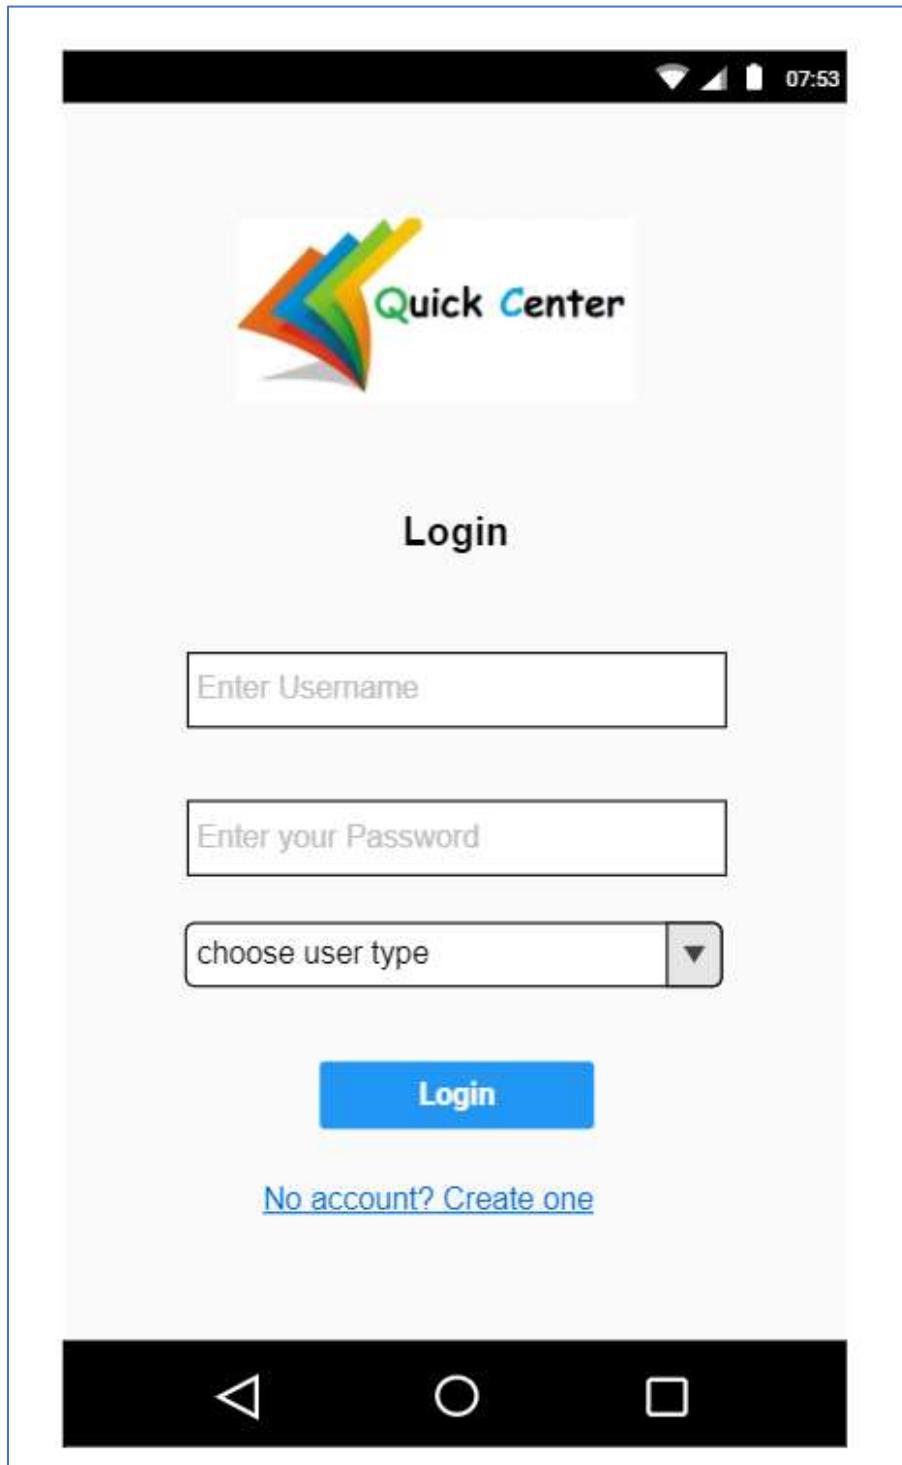 07:53
Quick Center
Login
Enter Username
Enter your Password
choose user type
Login
No account? Create one